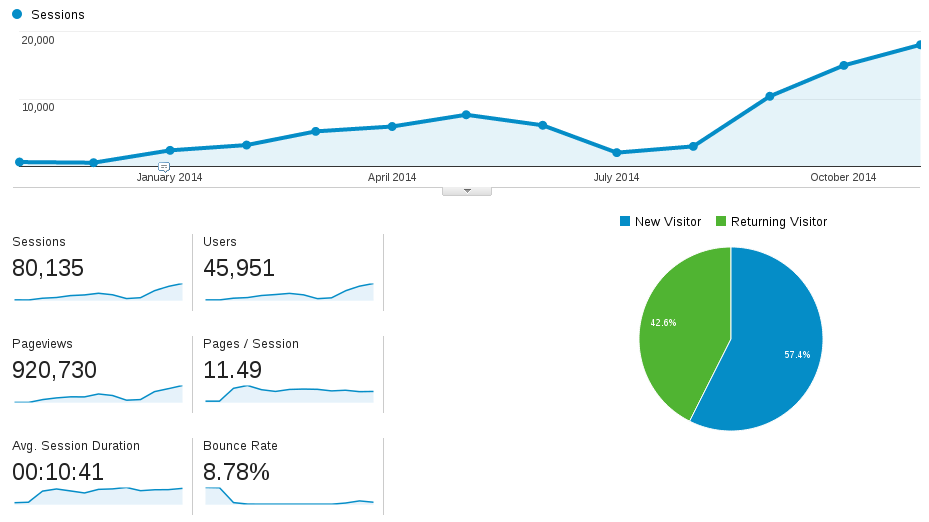 Sessions
20,000
10,000
January 2014 April 2014 July 2014 October 2014
New Visitor Returning Visitor
42.6%
57.4%
Sessions
80,135
Users
45,951
Pageviews
920,730
Pages / Session
11.49
Avg. Session Duration
00:10:41
Bounce Rate
8.78%